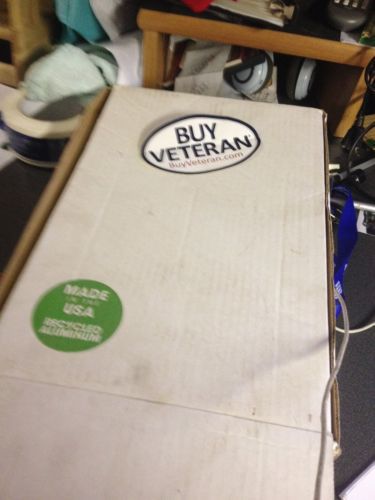 BUY
VETERAN
BuyVeteran.com
MADE
IN THE
USA
RECYCLED
ALUMINUM